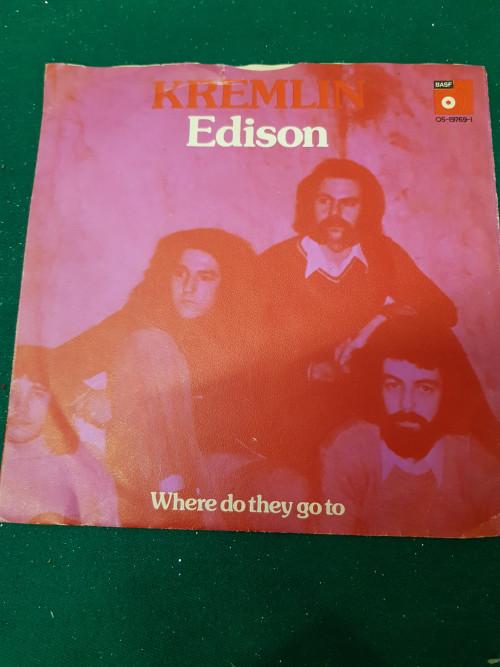 KREMLIN
BASF
05-19769-1
Edison
Where do they go to